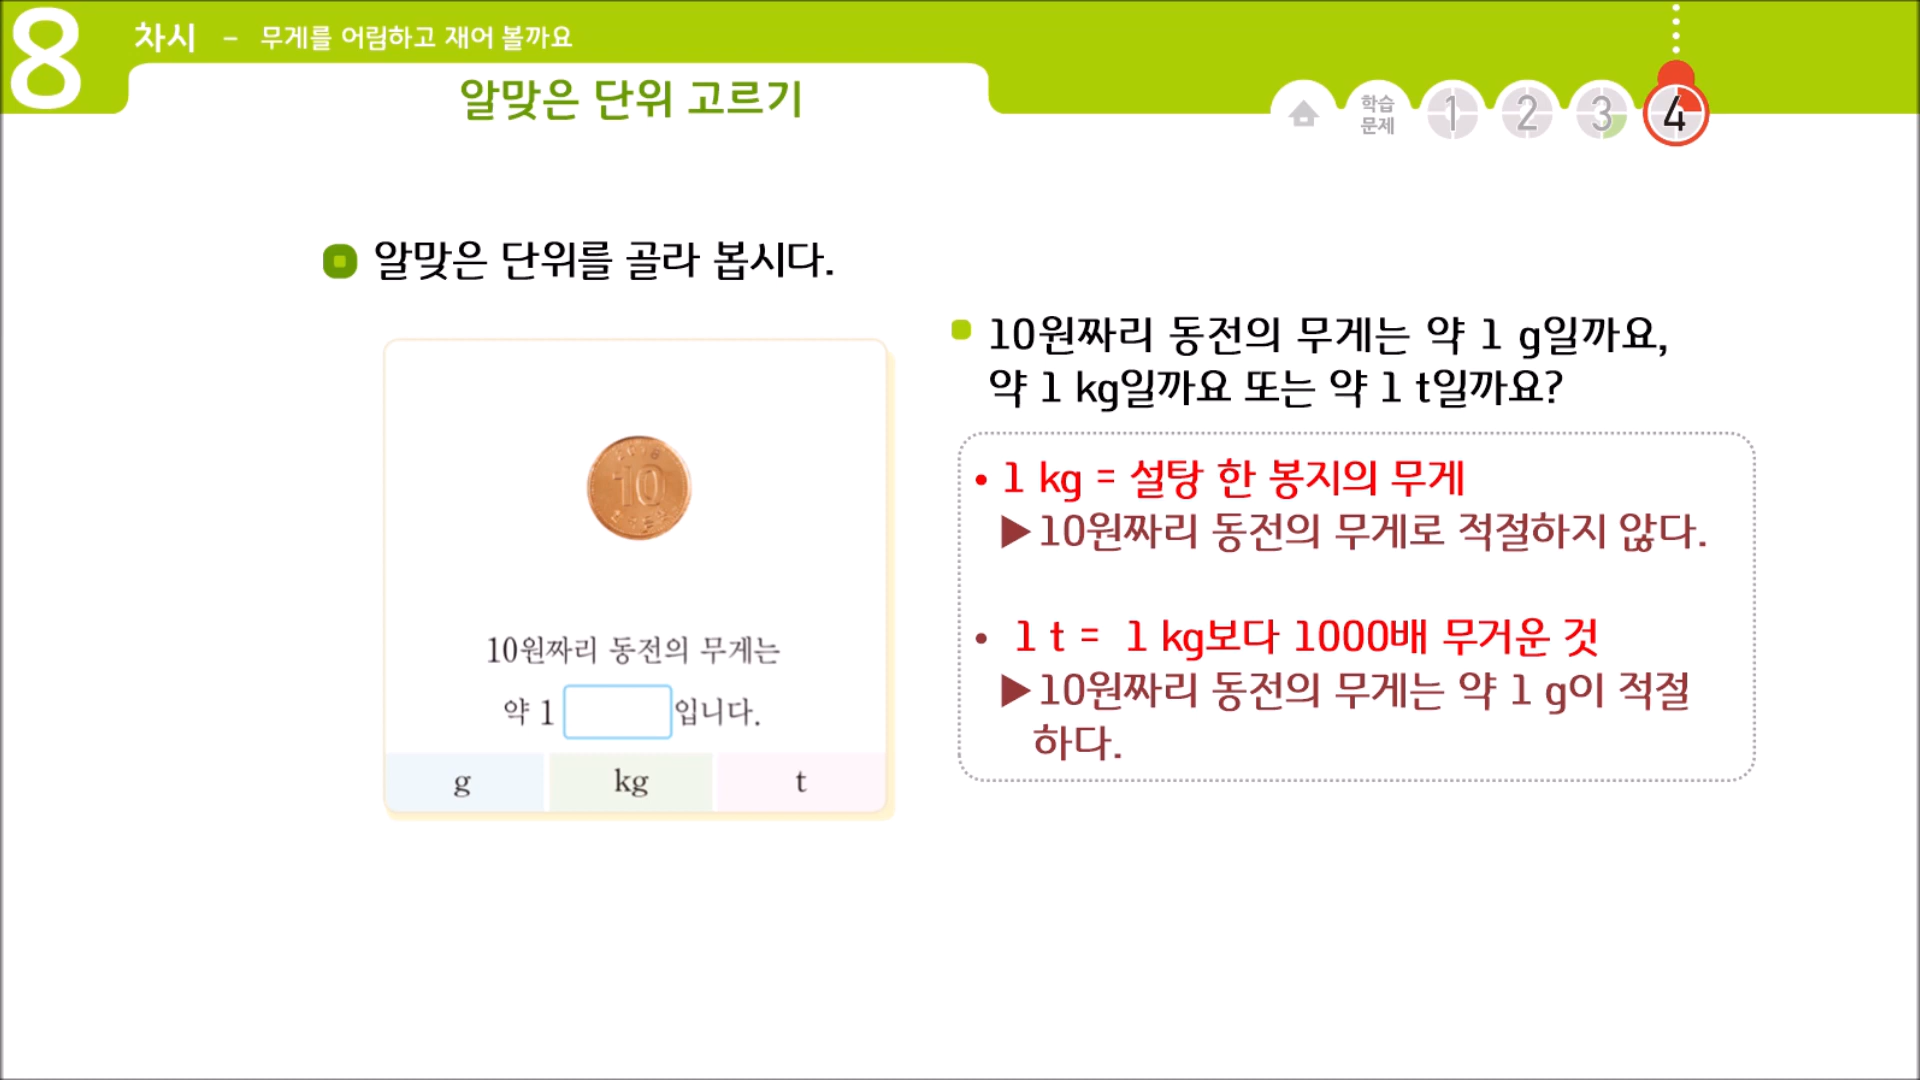 8
차시 - 무게를 어림하고 재어 볼까요
알맞은 단위 고르기
학습
문제
1 2 3 4
알맞은 단위를 골라 봅시다.
10
10원짜리 동전의 무게는
약 1 입니다.
g kg t
10원짜리 동전의 무게는 약 1 g일까요,
약 1 kg일까요 또는 약 1 t일까요?
• 1 kg = 설탕 한 봉지의 무게
▶10원짜리 동전의 무게로 적절하지 않다.
• 1 t = 1 kg보다 1000배 무거운 것
▶10원짜리 동전의 무게는 약 1 g이 적절
하다.